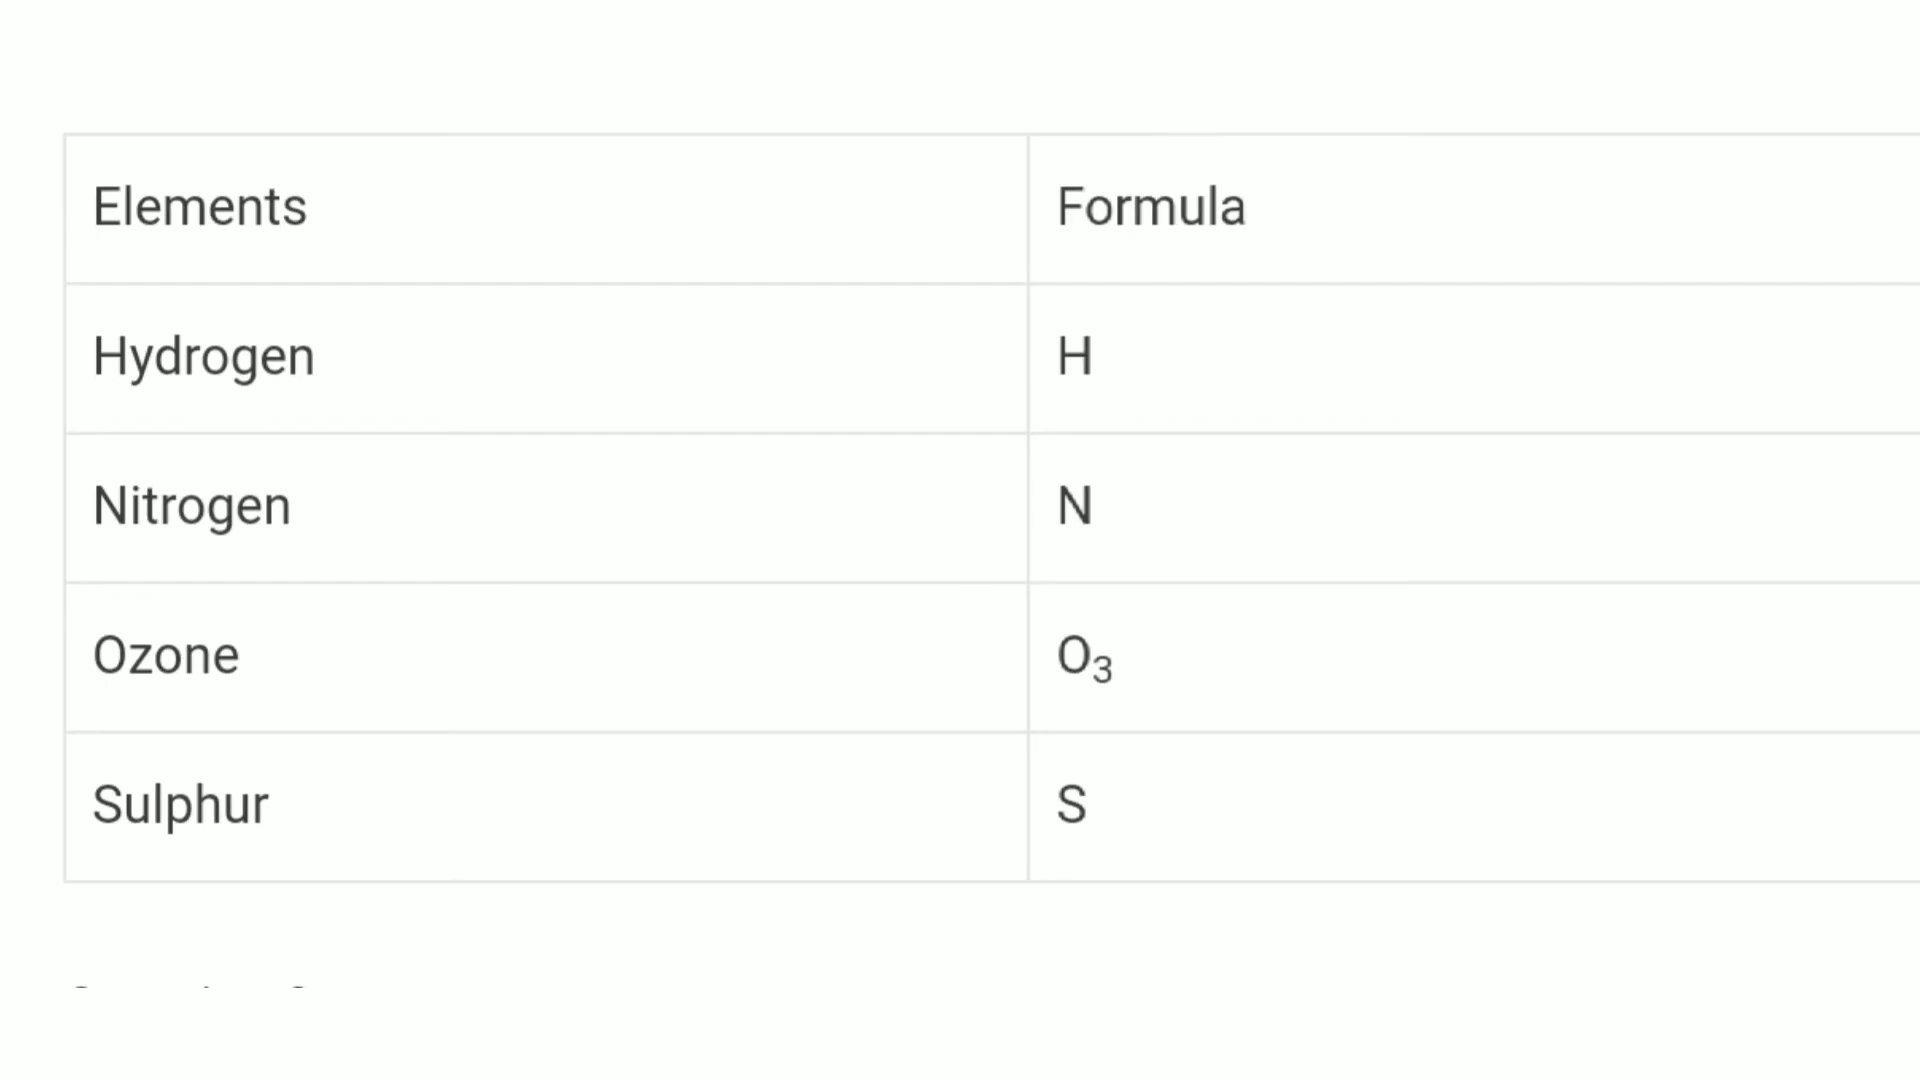 Elements Formula
Hydrogen H
Nitrogen N
Ozone O₃
Sulphur S